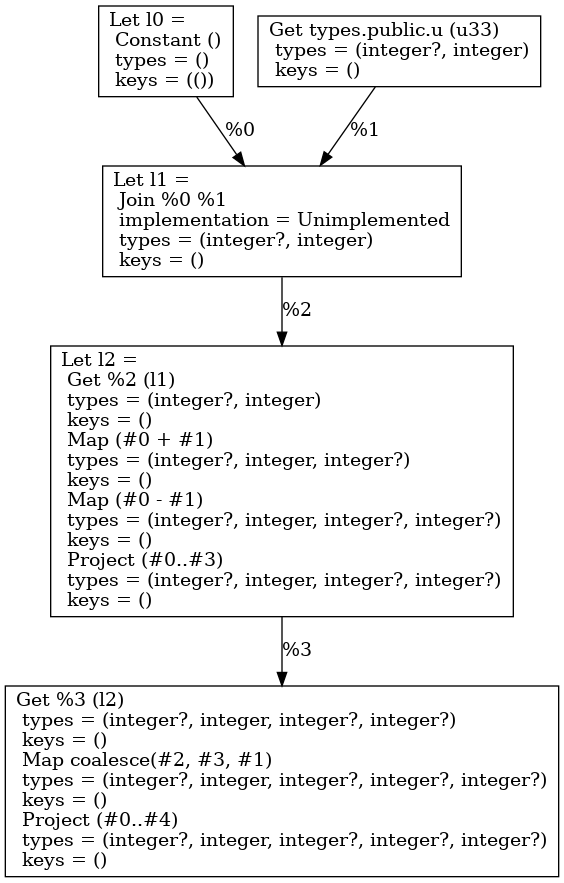 Let l0 =
Constant ()
types = ()
keys = (())
Get types.public.u (u33)
types = (integer?, integer)
keys = ()
%0
%1
Let l1 =
Join %0 %1
implementation = Unimplemented
types = (integer?, integer)
keys = ()
%2
Let l2 =
Get %2 (l1)
types = (integer?, integer)
keys = ()
Map (#0 + #1)
types = (integer?, integer, integer?)
keys = ()
Map (#0 - #1)
types = (integer?, integer, integer?, integer?)
keys = ()
Project (#0..#3)
types = (integer?, integer, integer?, integer?)
keys = ()
%3
Get %3 (l2)
types = (integer?, integer, integer?, integer?)
keys = ()
Map coalesce(#2, #3, #1)
types = (integer?, integer, integer?, integer?, integer?)
keys = ()
Project (#0..#4)
types = (integer?, integer, integer?, integer?, integer?)
keys = ()